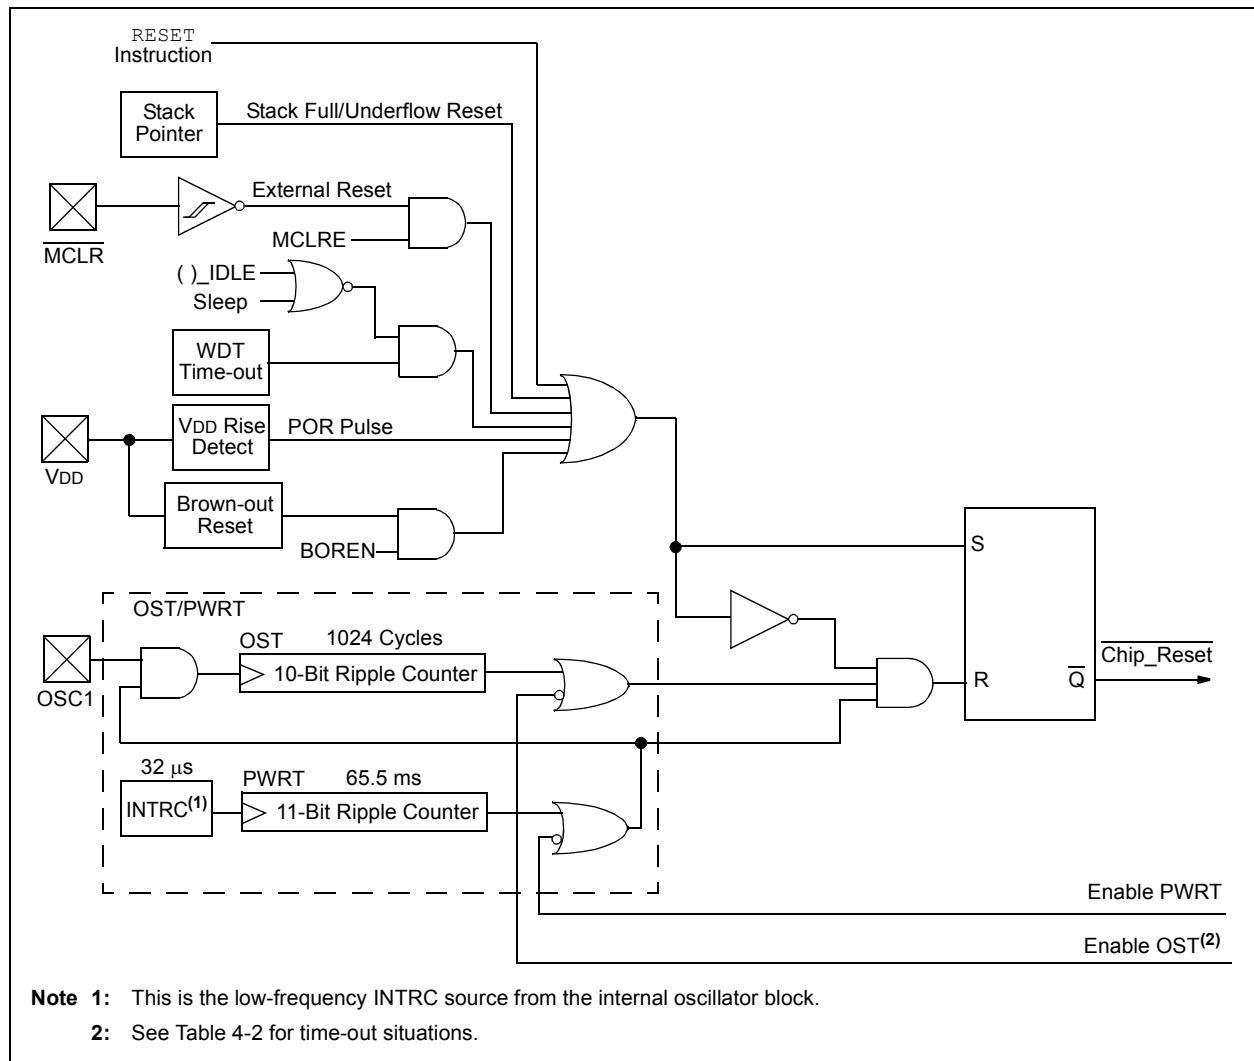 RESET
Instruction
Stack
Pointer
Stack Full/Underflow Reset
MCLR
External Reset
MCLRE
( )_IDLE
Sleep
WDT
Time-out
VDD
VDD Rise
Detect
POR Pulse
Brown-out
Reset
BOREN
S
OST/PWRT
OST
1024 Cycles
10-Bit Ripple Counter
OSC1
R
Q
Chip_Reset
32 μs
INTRC(1)
PWRT
65.5 ms
11-Bit Ripple Counter
Enable PWRT
Enable OST(2)
Note 1: This is the low-frequency INTRC source from the internal oscillator block.
2: See Table 4-2 for time-out situations.